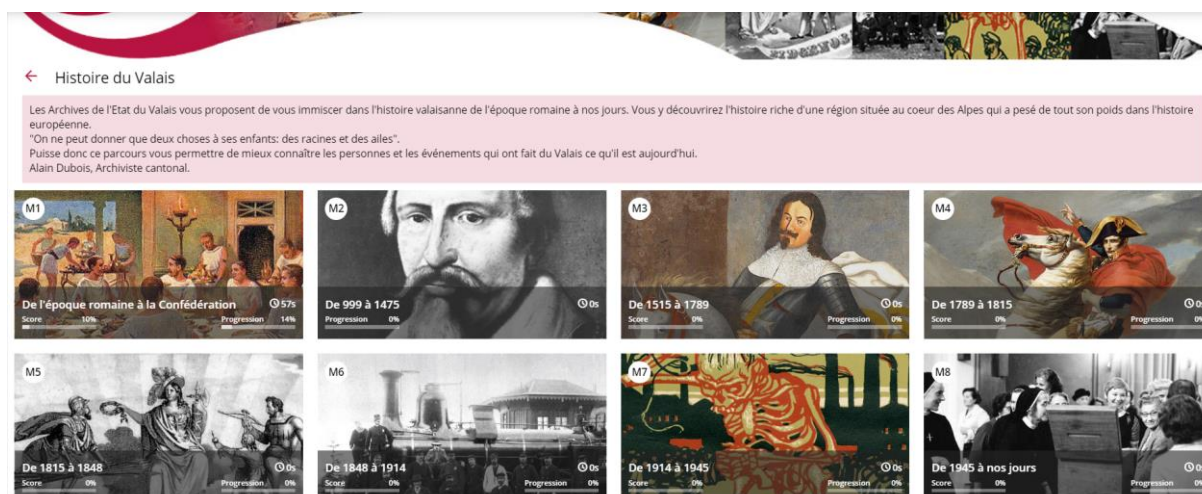 Histoire du Valais
Les Archives de l'Etat du Valais vous proposent de vous immiscer dans l'histoire valaisanne de l'époque romaine à nos jours. Vous y découvrirez l'histoire riche d'une région située au coeur des Alpes qui a pesé de tout son poids dans l'histoire
européenne.
"On ne peut donner que deux choses à ses enfants: des racines et des ailes".
Puisse donc ce parcours vous permettre de mieux connaître les personnes et les événements qui ont fait du Valais ce qu'il est aujourd'hui.
Alain Dubois, Archiviste cantonal.
M1
De l'époque romaine à la Confédération 57s
Score 10% Progression 14%
M2
De 999 à 1475 0s
Progression 0%
M3
De 1515 à 1789 0s
Score 0% Progression 0%
M4
De 1789 à 1815 0s
Score 0% Progression 0%
M5
De 1815 à 1848 0s
Score 0% Progression 0%
M6
De 1848 à 1914 0s
Score 0% Progression 0%
M7
De 1914 à 1945 0s
Score 0% Progression 0%
M8
De 1945 à nos jours 0s
Score 0% Progression 0%